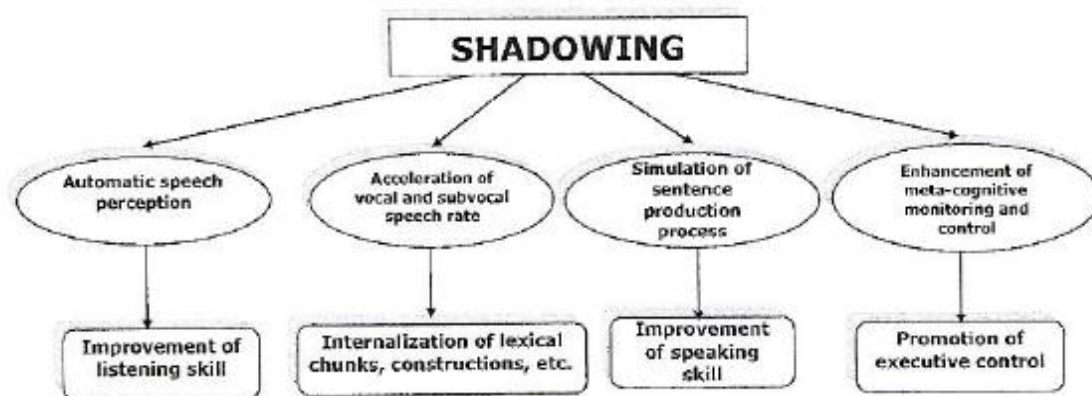 SHADOWING
Automatic speech
perception
Acceleration of
vocal and subvocal
speech rate
Simulation of
sentence
production
process
Enhancement of
meta-cognitive
monitoring and
control
Improvement of
listening skill
Internalization of lexical
chunks, constructions, etc.
Improvement
of speaking
skill
Promotion of
executive control